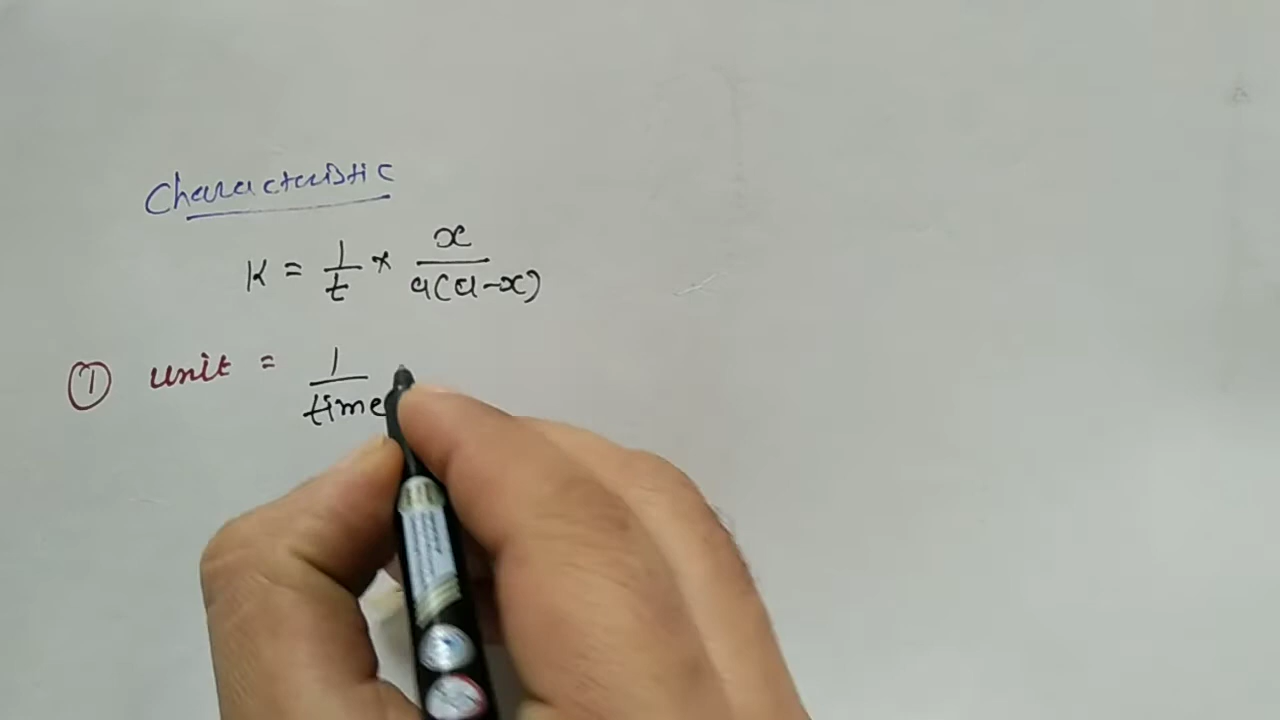 Characteristic
K = 1/t × x/a(a-x)
① unit = 1/time